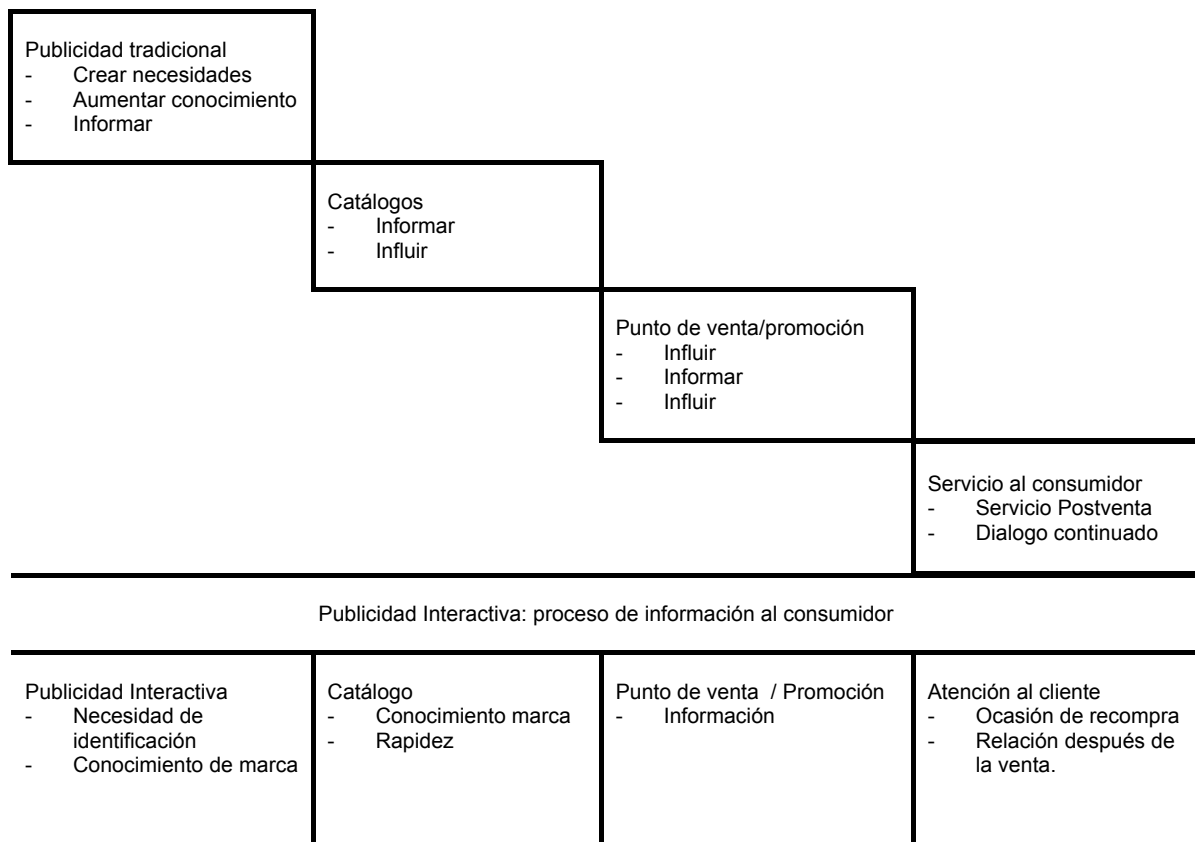 Publicidad tradicional
- Crear necesidades
- Aumentar conocimiento
- Informar
Catálogos
- Informar
- Influir
Punto de venta/promoción
- Influir
- Informar
- Influir
Servicio al consumidor
- Servicio Postventa
- Dialogo continuado
Publicidad Interactiva: proceso de información al consumidor
Publicidad Interactiva
- Necesidad de
identificación
- Conocimiento de marca
Catálogo
- Conocimiento marca
- Rapidez
Punto de venta / Promoción
- Información
Atención al cliente
- Ocasión de recompra
- Relación después de
la venta.